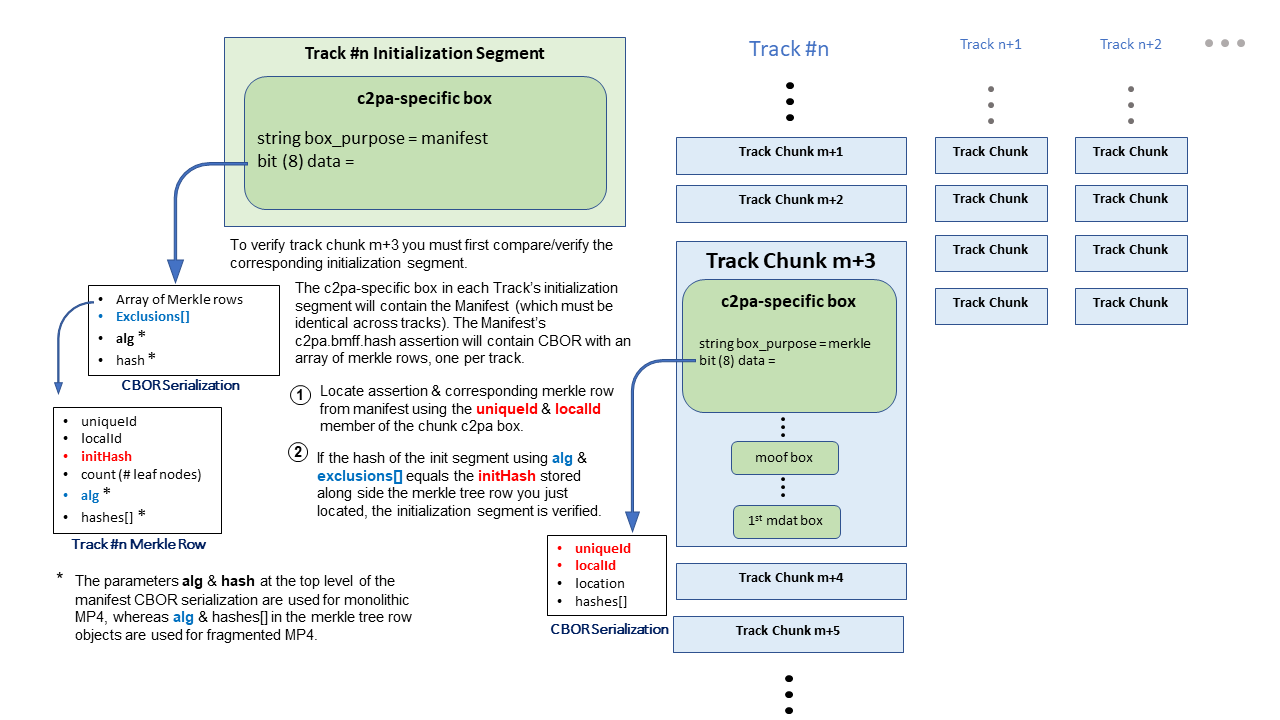 Track #n Initialization Segment
c2pa-specific box
string box_purpose = manifest
bit (8) data =
To verify track chunk m+3 you must first compare/verify the
corresponding initialization segment.
• Array of Merkle rows
• Exclusions[]
• alg *
• hash *
CBOR Serialization
The c2pa-specific box in each Track's initialization
segment will contain the Manifest (which must be
identical across tracks). The Manifest's
c2pa.bmff.hash assertion will contain CBOR with an
array of merkle rows, one per track.
1 Locate assertion & corresponding merkle row
from manifest using the uniqueId & localId
member of the chunk c2pa box.
2 If the hash of the init segment using alg &
exclusions[] equals the initHash stored
along side the merkle tree row you just
located, the initialization segment is verified.
• uniqueId
• localId
• initHash
• count (# leaf nodes)
• alg *
• hashes[] *
Track #n Merkle Row
* The parameters alg & hash at the top level of the
manifest CBOR serialization are used for monolithic
MP4, whereas alg & hashes[] in the merkle tree row
objects are used for fragmented MP4.
• uniqueId
• localId
• location
• hashes[]
CBOR Serialization
Track #n
Track Chunk m+1
Track Chunk m+2
Track Chunk m+3
c2pa-specific box
string box_purpose = merkle
bit (8) data =
moof box
1st mdat box
Track Chunk m+4
Track Chunk m+5
Track n+1
Track Chunk
Track Chunk
Track Chunk
Track Chunk
Track n+2
Track Chunk
Track Chunk
Track Chunk
Track Chunk